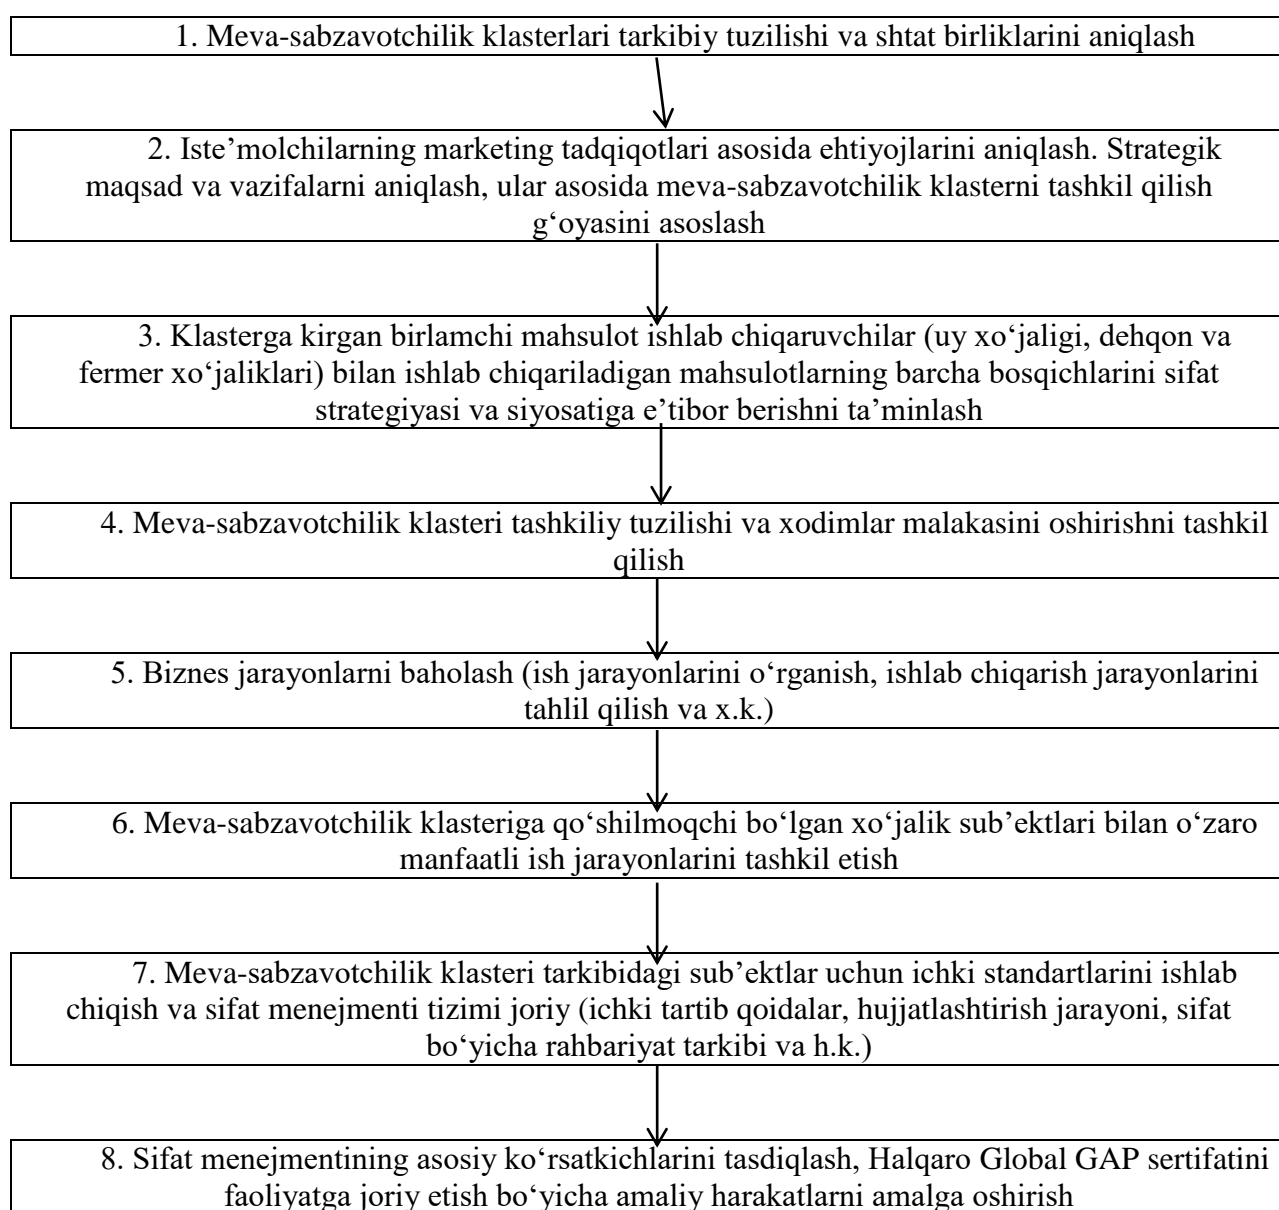 1. Meva-sabzavotchilik klasterlari tarkibiy tuzilishi va shtat birliklarini aniqlash
2. Iste’molchilarning marketing tadqiqotlari asosida ehtiyojlarini aniqlash. Strategik
maqsad va vazifalarni aniqlash, ular asosida meva-sabzavotchilik klasterni tashkil qilish
g‘oyasini asoslash
3. Klasterga kirgan birlamchi mahsulot ishlab chiqaruvchilar (uy xo‘jaligi, dehqon va
fermer xo‘jaliklari) bilan ishlab chiqariladigan mahsulotlarning barcha bosqichlarini sifat
strategiyasi va siyosatiga e’tibor berishni ta’minlash
4. Meva-sabzavotchilik klasteri tashkiliy tuzilishi va xodimlar malakasini oshirishni tashkil
qilish
5. Biznes jarayonlarni baholash (ish jarayonlarini o‘rganish, ishlab chiqarish jarayonlarini
tahlil qilish va x.k.)
6. Meva-sabzavotchilik klasteriga qo‘shilmoqchi bo‘lgan xo‘jalik sub’ektlari bilan o‘zaro
manfaatli ish jarayonlarini tashkil etish
7. Meva-sabzavotchilik klasteri tarkibidagi sub’ektlar uchun ichki standartlarini ishlab
chiqish va sifat menejmenti tizimi joriy (ichki tartib qoidalar, hujjatlashtirish jarayoni, sifat
bo‘yicha rahbariyat tarkibi va h.k.)
8. Sifat menejmentining asosiy ko‘rsatkichlarini tasdiqlash, Halqaro Global GAP sertifatini
faoliyatga joriy etish bo‘yicha amaliy harakatlarni amalga oshirish